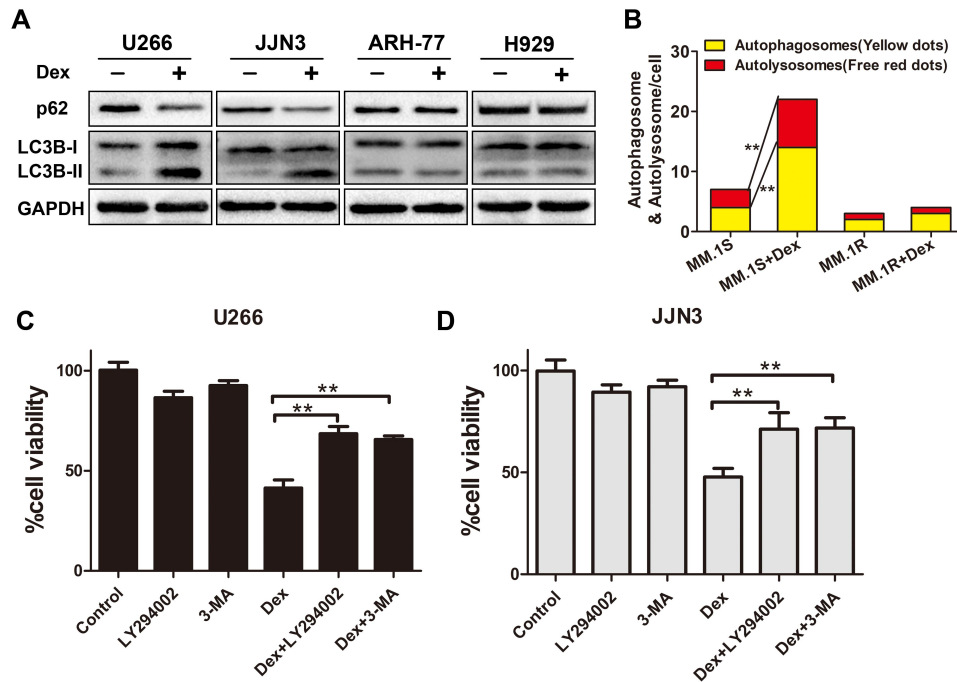 A
U266 JJN3 ARH-77 H929
Dex − + − + − + − +
p62
LC3B-I
LC3B-II
GAPDH
B
Autophagosomes(Yellow dots)
Autolysosomes(Free red dots)
Autophagosome
& Autolysosome/cell
30
20
10
0
**
**
MM.1S
MM.1S+Dex
MM.1R
MM.1R+Dex
C
U266
%cell viability
100
50
0
**
**
Control
LY294002
3-MA
Dex
Dex+LY294002
Dex+3-MA
D
JJN3
%cell viability
100
50
0
**
**
Control
LY294002
3-MA
Dex
Dex+LY294002
Dex+3-MA